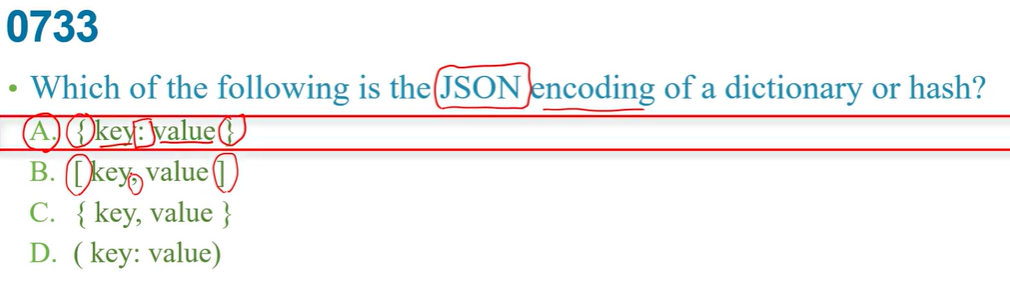 0733
• Which of the following is the JSON encoding of a dictionary or hash?
A. { key: value }
B. [ key, value ]
C. { key, value }
D. ( key: value)